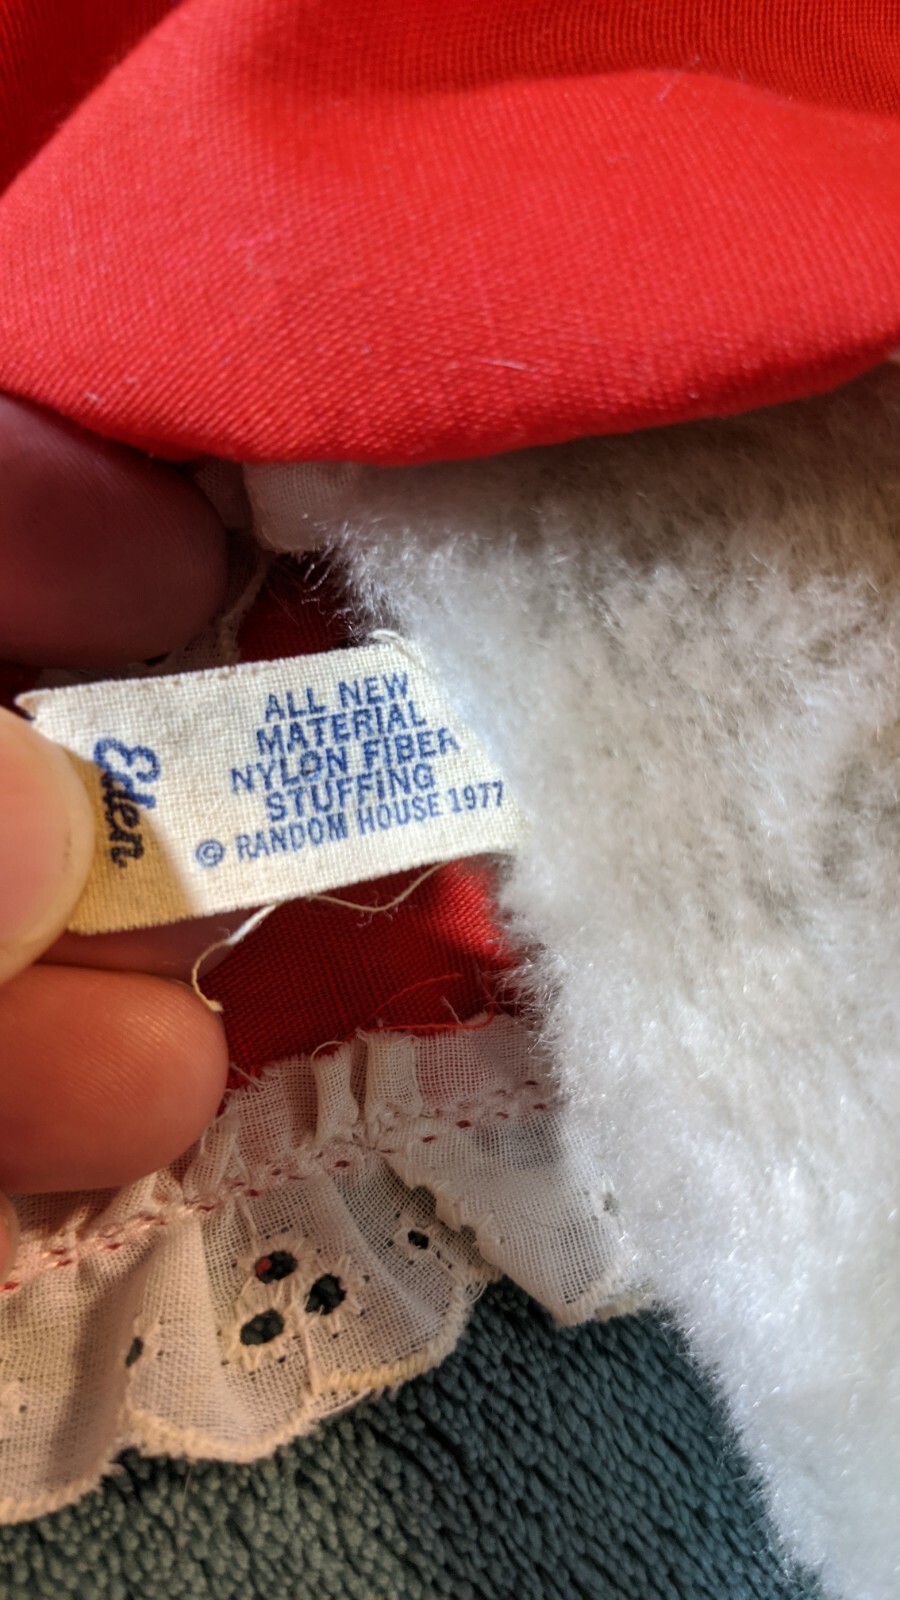 Eden
ALL NEW
MATERIAL
NYLON FIBER
STUFFING
© RANDOM HOUSE 1977